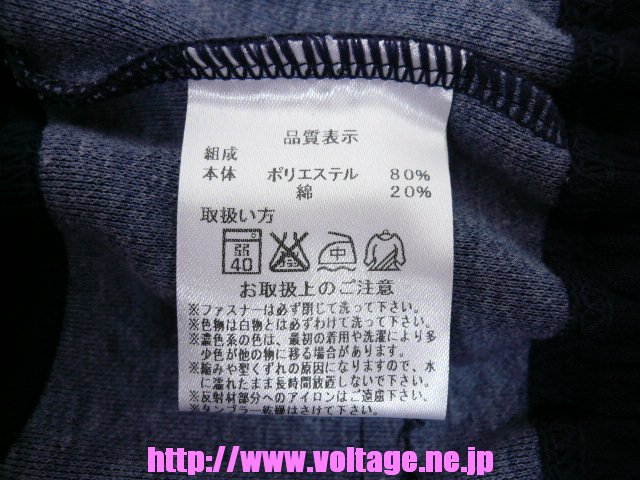 品質表示
組成
本体 ポリエステル 80%
綿 20%
取扱い方
弱 40 エンソサラシ 中
お取扱上のご注意
※ファスナーは必ず閉じて洗って下さい。
※色物は白物とは必ずわけて洗って下さい。
※濃色系の色は、最初の着用や洗濯により多
少色が他の物に移る場合があります。
※縮みや型くずれの原因になりますので、水
に濡れたまま長時間放置しないで下さい。
※反射材部分へのアイロンはご遠慮下さい。
※タンブラー乾燥はさけて下さい。
http://www.voltage.ne.jp